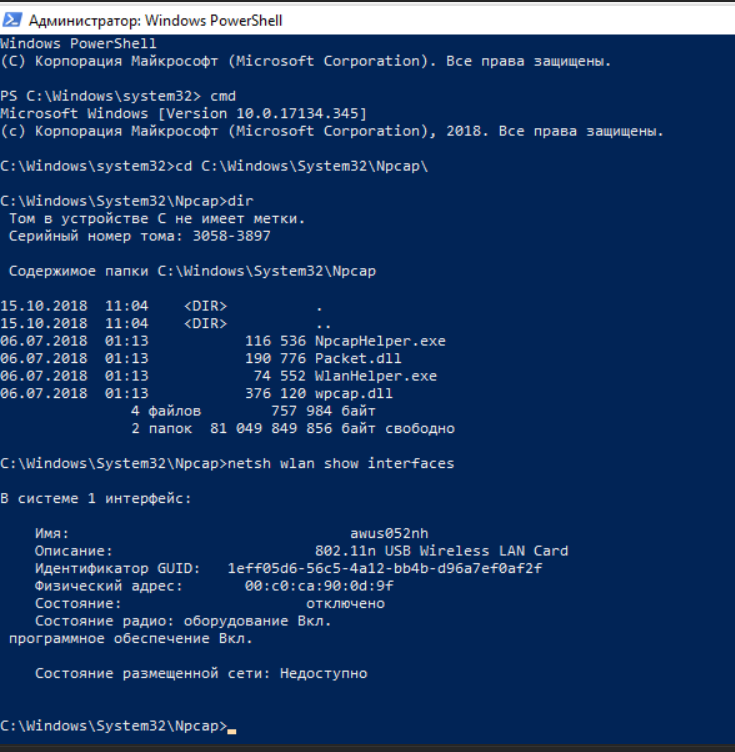 Администратор: Windows PowerShell
Windows PowerShell
(C) Корпорация Майкрософт (Microsoft Corporation). Все права защищены.
PS C:\Windows\system32> cmd
Microsoft Windows [Version 10.0.17134.345]
(c) Корпорация Майкрософт (Microsoft Corporation), 2018. Все права защищены.
C:\Windows\system32>cd C:\Windows\System32\Npcap\
C:\Windows\System32\Npcap>dir
Том в устройстве C не имеет метки.
Серийный номер тома: 3058-3897
Содержимое папки C:\Windows\System32\Npcap
15.10.2018  11:04    <DIR>          .
15.10.2018  11:04    <DIR>          ..
06.07.2018  01:13           116 536 NpcapHelper.exe
06.07.2018  01:13           190 776 Packet.dll
06.07.2018  01:13            74 552 WlanHelper.exe
06.07.2018  01:13           376 120 wpcap.dll
4 файлов        757 984 байт
2 папок  81 049 849 856 байт свободно
C:\Windows\System32\Npcap>netsh wlan show interfaces
В системе 1 интерфейс:
Имя: awus052nh
Описание: 802.11n USB Wireless LAN Card
Идентификатор GUID: 1eff05d6-56c5-4a12-bb4b-d96a7ef0af2f
Физический адрес: 00:c0:ca:90:0d:9f
Состояние: отключено
Состояние радио: оборудование Вкл.
программное обеспечение Вкл.
Состояние размещенной сети: Недоступно
C:\Windows\System32\Npcap>